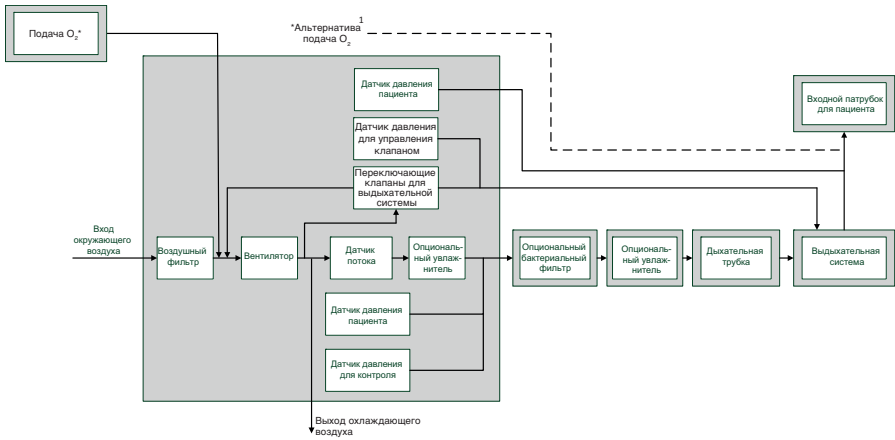 Подача O₂*
1
*Альтернатива
подача O₂
Датчик давления
пациента
Входной патрубок
для пациента
Датчик давления
для управления
клапаном
Переключающие
клапаны для
выдыхательной
системы
Вход
окружающего
воздуха
Воздушный
фильтр
Вентилятор
Датчик
потока
Опциональ-
ный увлаж-
нитель
Опциональный
бактериальный
фильтр
Опциональ-
ный увлаж-
нитель
Дыхательная
трубка
Выдыхательная
система
Датчик давления
пациента
Датчик давления
для контроля
Выход охлаждающего
воздуха